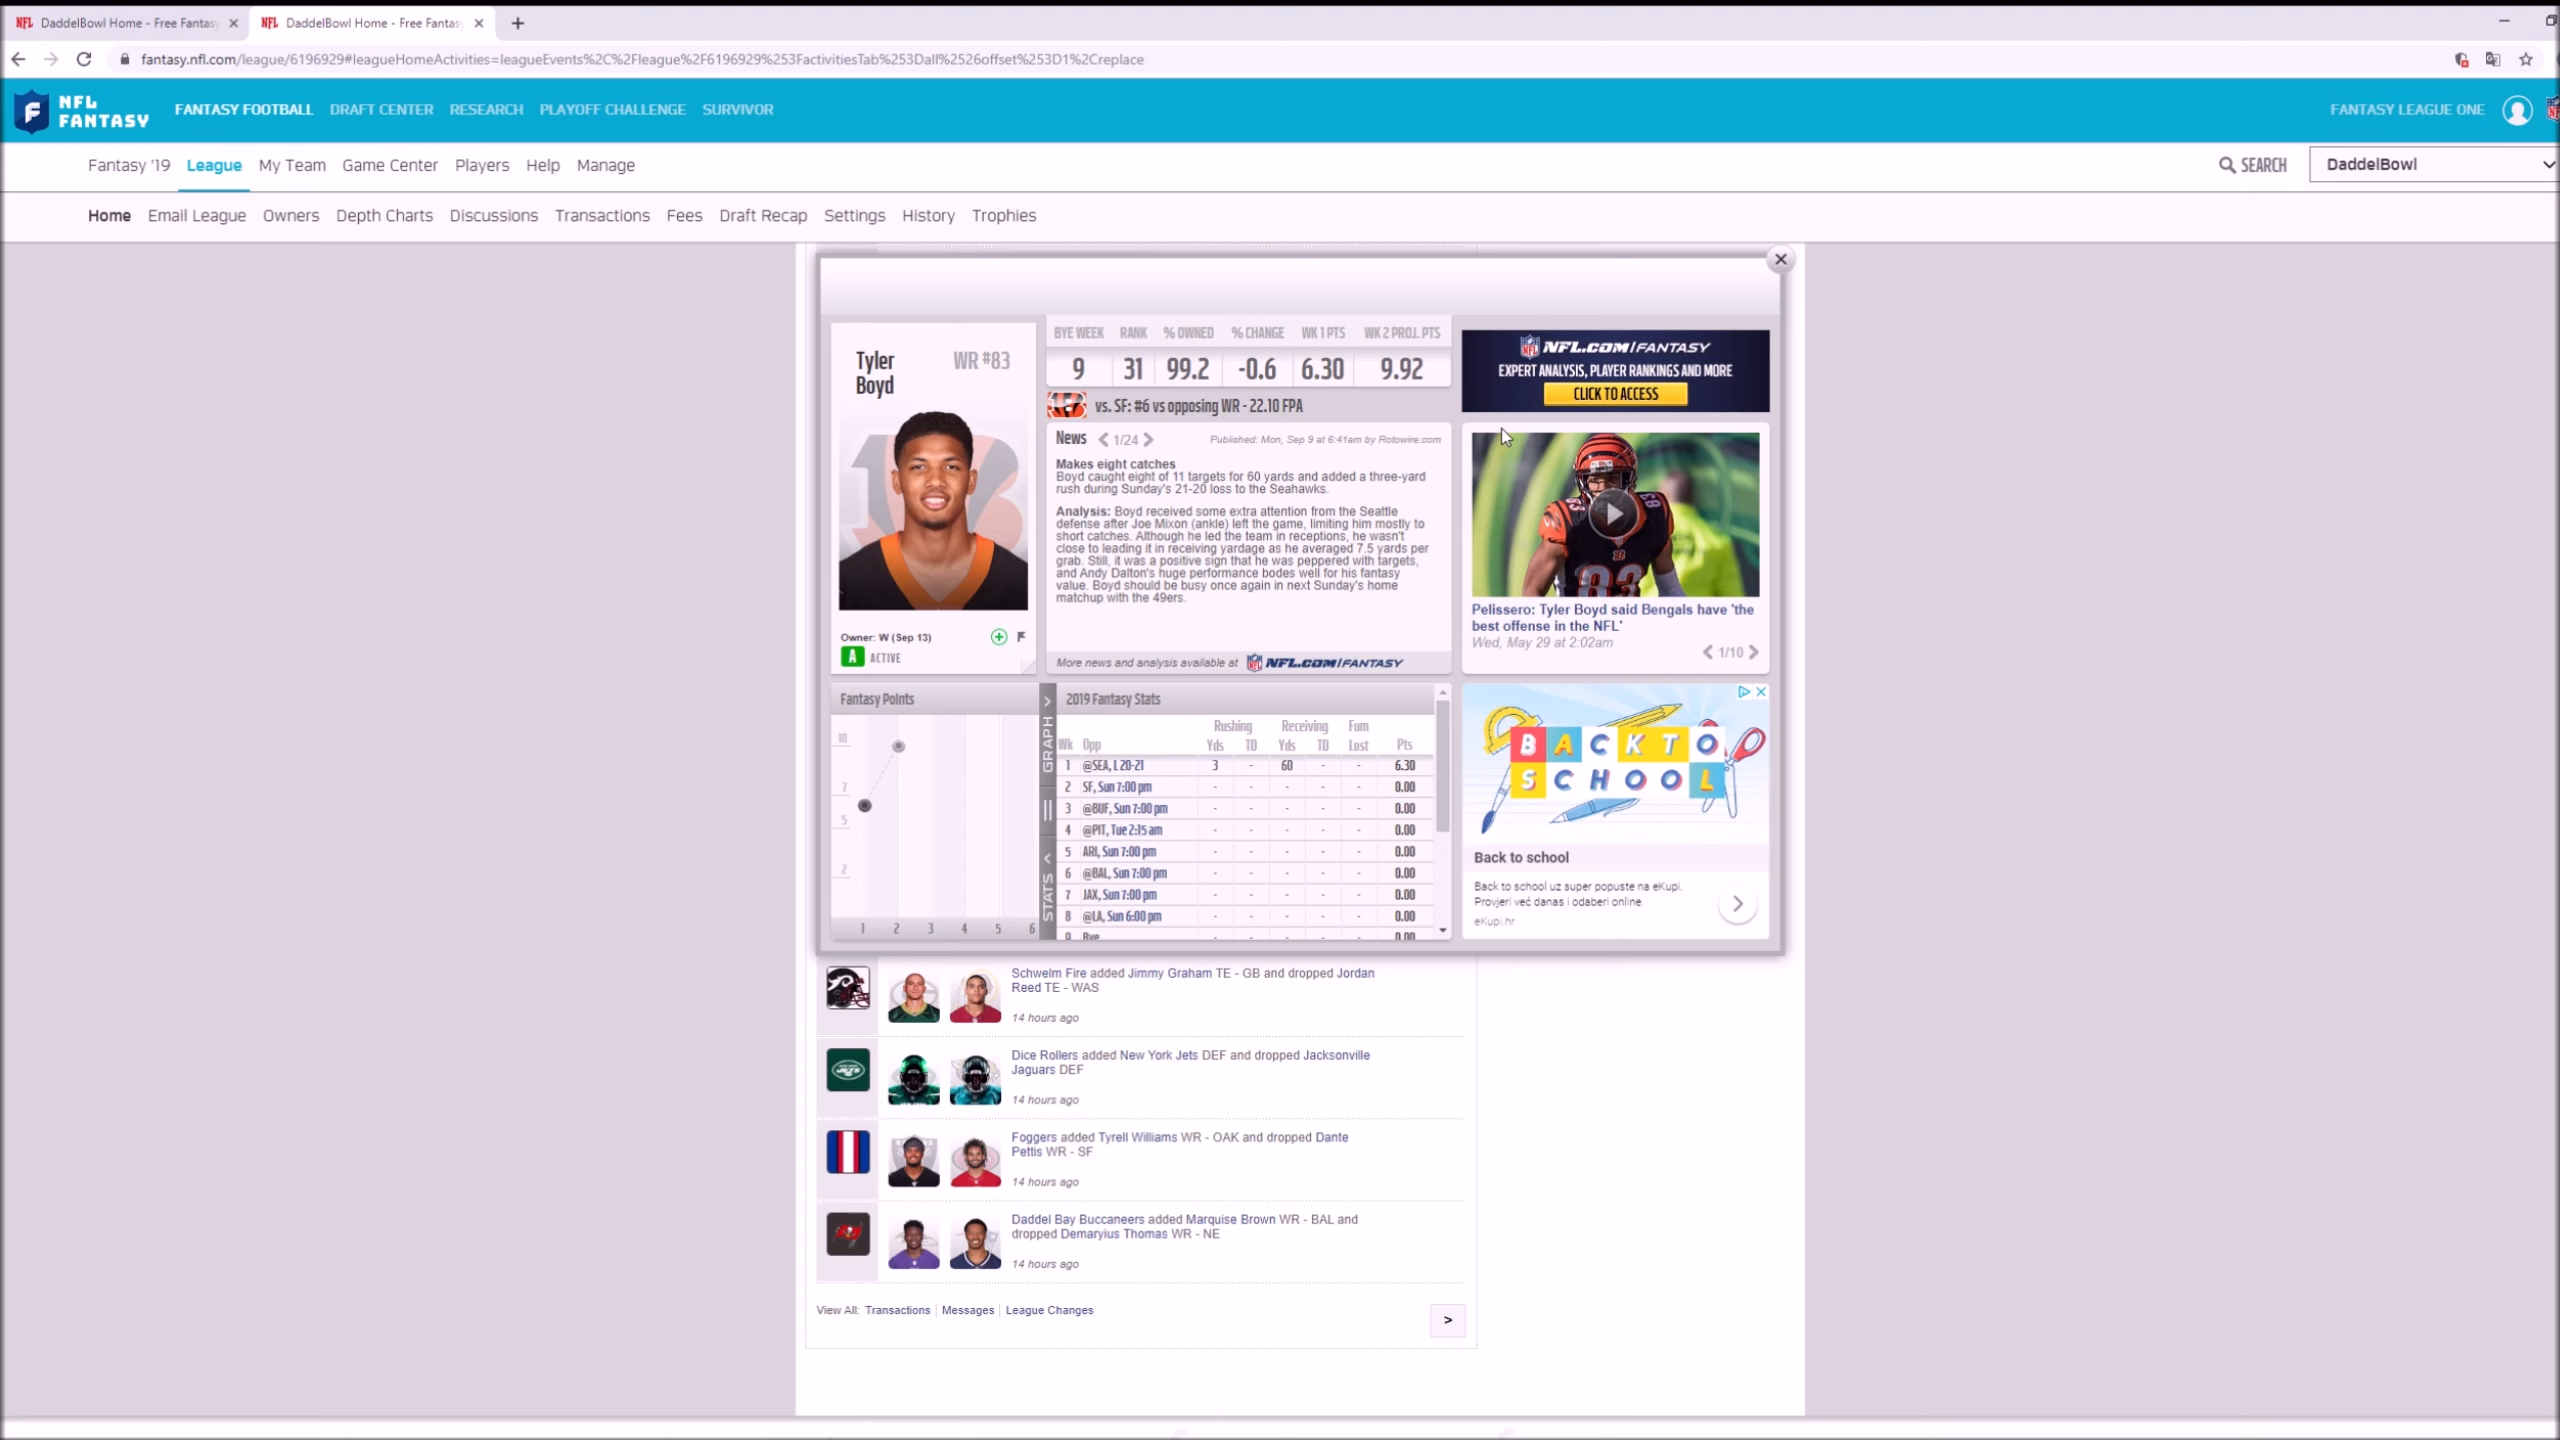 DaddelBowl Home - Free Fantas
DaddelBowl Home - Free Fantas
fantasy.nfl.com/league/6196929#leagueHomeActivities=leagueEvents%2C%2Fleague%2F6196929%253FactivitiesTab%253Dall%2526offset%253D1%2Creplace
NFL FANTASY
FANTASY FOOTBALL DRAFT CENTER RESEARCH PLAYOFF CHALLENGE SURVIVOR
FANTASY LEAGUE ONE
Fantasy '19 League My Team Game Center Players Help Manage
SEARCH
DaddelBowl
Home Email League Owners Depth Charts Discussions Transactions Fees Draft Recap Settings History Trophies
Tyler Boyd
WR #83
Owner: W (Sep 13)
A ACTIVE
BYE WEEK RANK % OWNED % CHANGE WK 1 PTS WK 2 PROJ. PTS
9 31 99.2 -0.6 6.30 9.92
vs. SF: #6 vs opposing WR - 22.10 FPA
News < 1/24 > Published: Mon, Sep 9 at 6:41am by Rotowire.com
Makes eight catches
Boyd caught eight of 11 targets for 60 yards and added a three-yard
rush during Sunday's 21-20 loss to the Seahawks.
Analysis: Boyd received some extra attention from the Seattle
defense after Joe Mixon (ankle) left the game, limiting him mostly to
short catches. Although he led the team in receptions, he wasn't
close to leading it in receiving yardage as he averaged 7.5 yards per
grab. Still, it was a positive sign that he was peppered with targets,
and Andy Dalton's huge performance bodes well for his fantasy
value. Boyd should be busy once again in next Sunday's home
matchup with the 49ers.
More news and analysis available at NFL.COM/FANTASY
NFL.COM/FANTASY
EXPERT ANALYSIS, PLAYER RANKINGS AND MORE
CLICK TO ACCESS
83
Pelissero: Tyler Boyd said Bengals have 'the
best offense in the NFL'
Wed, May 29 at 2:02am
< 1/10 >
Fantasy Points
10
7
5
2
1 2 3 4 5 6
GRAPH
STATS
2019 Fantasy Stats
Rushing Receiving Fum
Wk Opp Yds TD Yds TD Lost Pts
1 @SEA, L 20-21 3 - 60 - - 6.30
2 SF, Sun 7:00 pm - - - - - 0.00
3 @BUF, Sun 7:00 pm - - - - - 0.00
4 @PIT, Tue 2:15 am - - - - - 0.00
5 ARI, Sun 7:00 pm - - - - - 0.00
6 @BAL, Sun 7:00 pm - - - - - 0.00
7 JAX, Sun 7:00 pm - - - - - 0.00
8 @LA, Sun 6:00 pm - - - - - 0.00
9 Bye - - - - - 0.00
BACK TO
SCHOOL
Back to school
Back to school uz super popuste na eKupi.
Provjeri već danas i odaberi online.
eKupi.hr
Schwelm Fire added Jimmy Graham TE - GB and dropped Jordan
Reed TE - WAS
14 hours ago
JETS
Dice Rollers added New York Jets DEF and dropped Jacksonville
Jaguars DEF
14 hours ago
Foggers added Tyrell Williams WR - OAK and dropped Dante
Pettis WR - SF
14 hours ago
Daddel Bay Buccaneers added Marquise Brown WR - BAL and
dropped Demaryius Thomas WR - NE
14 hours ago
View All: Transactions | Messages | League Changes
>